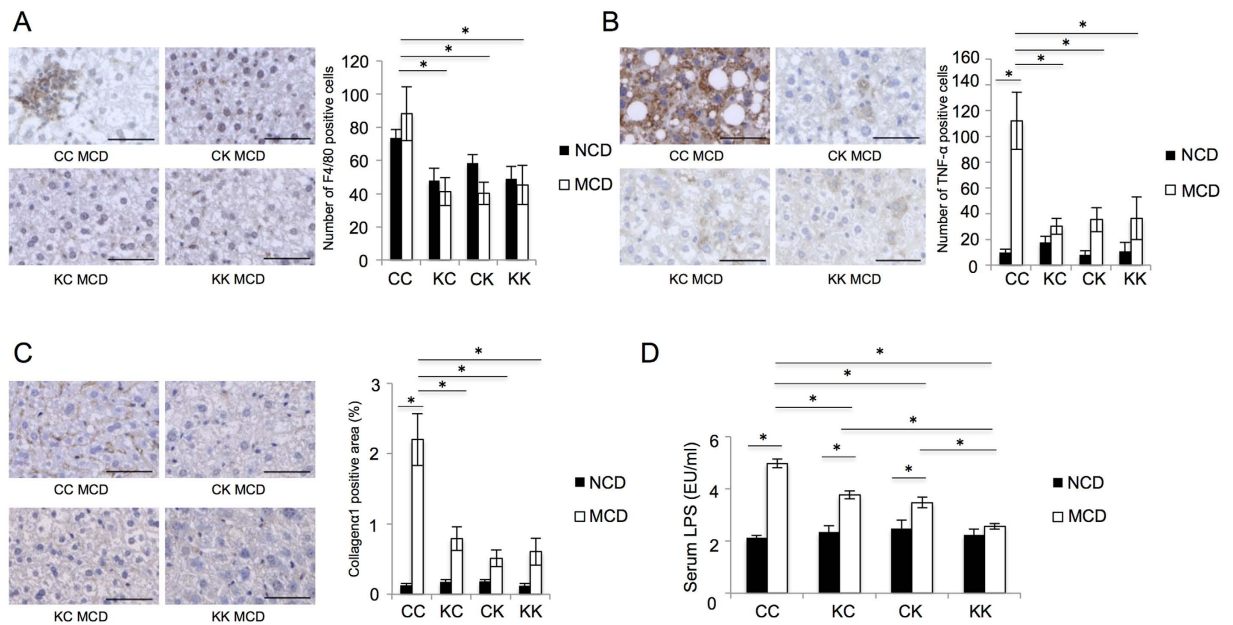 A
CC MCD
CK MCD
KC MCD
KK MCD
Number of F4/80 positive cells
*
*
*
120
100
80
60
40
20
0
CC
KC
CK
KK
NCD
MCD
B
CC MCD
CK MCD
KC MCD
KK MCD
Number of TNF-α positive cells
*
*
*
*
160
140
120
100
80
60
40
20
0
CC
KC
CK
KK
NCD
MCD
C
CC MCD
CK MCD
KC MCD
KK MCD
Collagenα1 positive area (%)
*
*
*
*
3
2
1
0
CC
KC
CK
KK
NCD
MCD
D
Serum LPS (EU/ml)
*
*
*
*
*
*
*
*
6
4
2
0
CC
KC
CK
KK
NCD
MCD